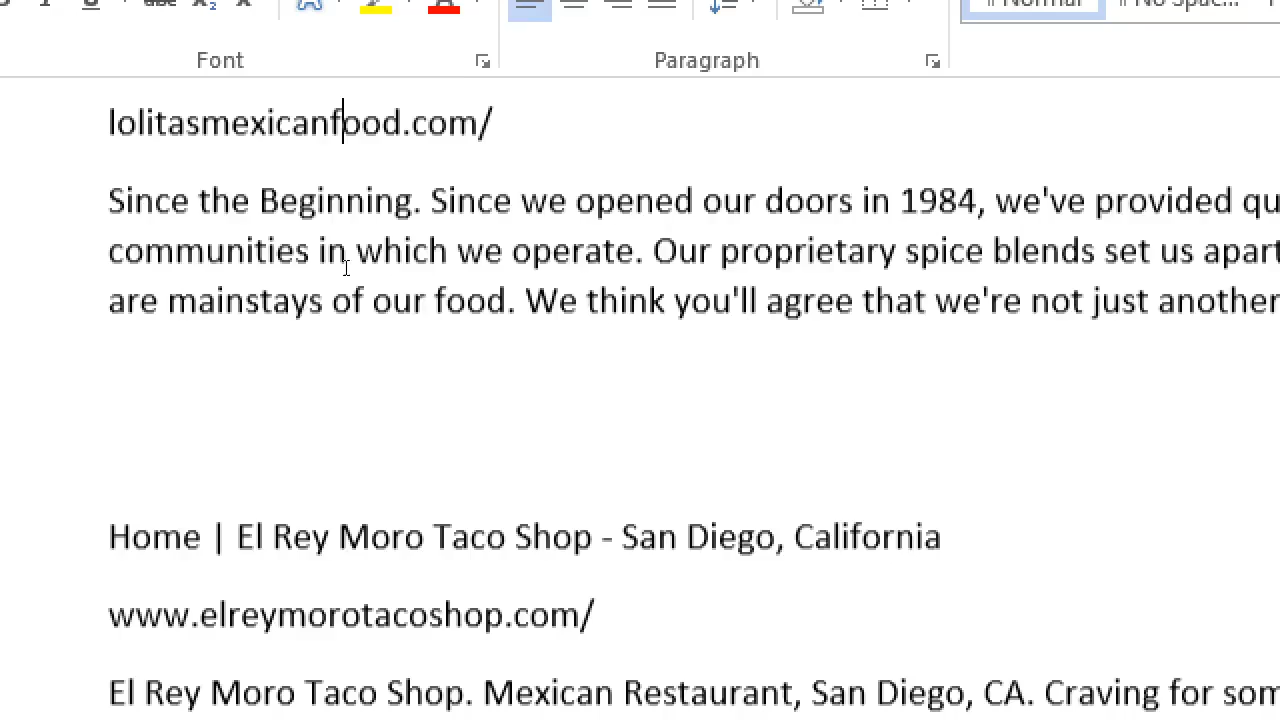 Normal No Spac...
Font Paragraph
lolitasmexicanfood.com/
Since the Beginning. Since we opened our doors in 1984, we've provided qu
communities in which we operate. Our proprietary spice blends set us apart
are mainstays of our food. We think you'll agree that we're not just another
Home | El Rey Moro Taco Shop - San Diego, California
www.elreymorotacoshop.com/
El Rey Moro Taco Shop. Mexican Restaurant, San Diego, CA. Craving for som